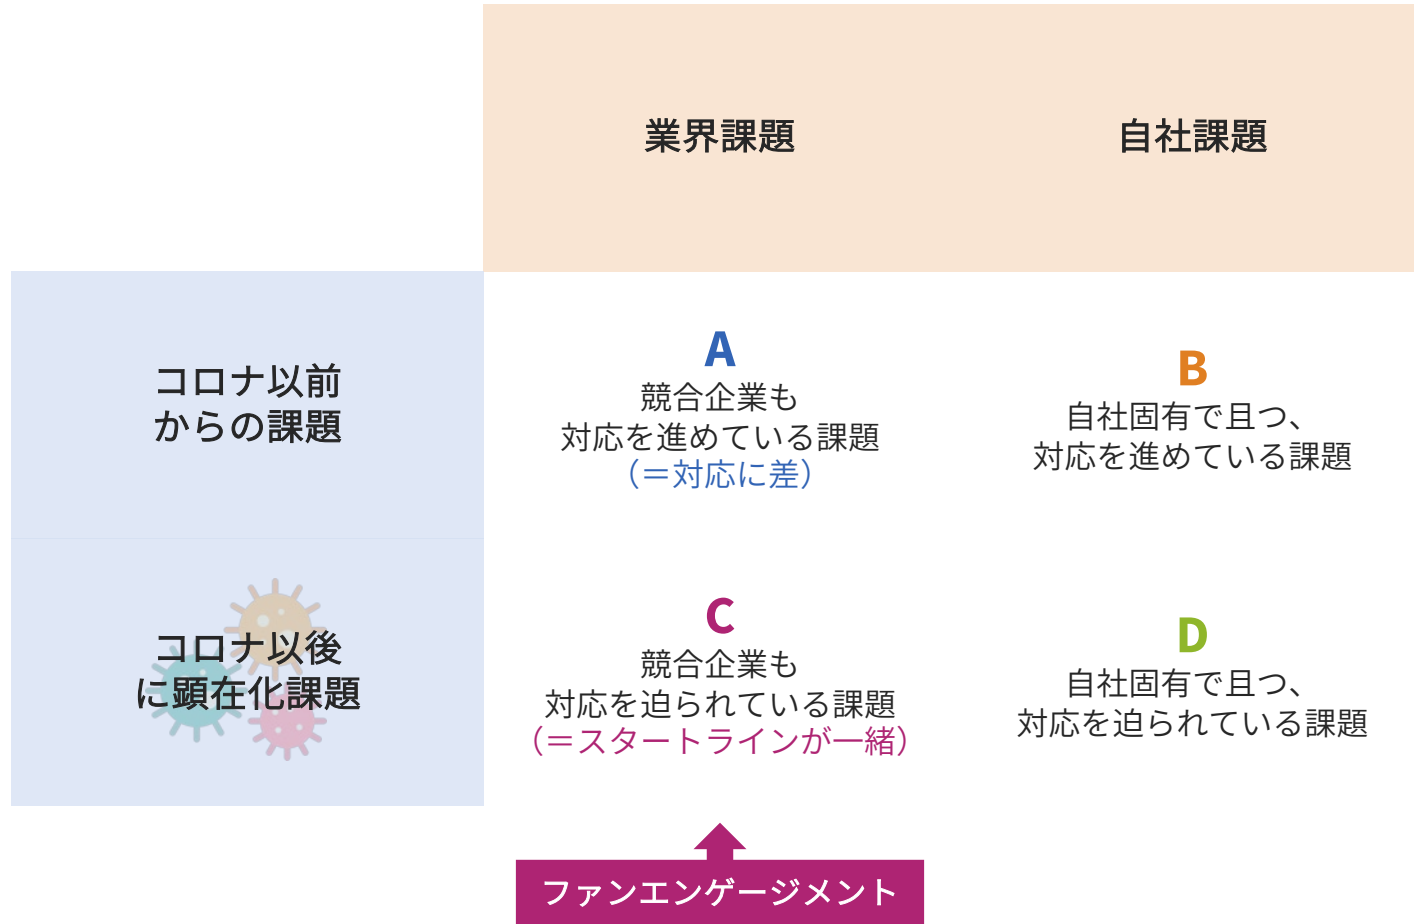 業界課題
自社課題
コロナ以前
からの課題
A
競合企業も
対応を進めている課題
（＝対応に差）
B
自社固有で且つ、
対応を進めている課題
コロナ以後
に顕在化課題
C
競合企業も
対応を迫られている課題
（＝スタートラインが一緒）
D
自社固有で且つ、
対応を迫られている課題
ファンエンゲージメント